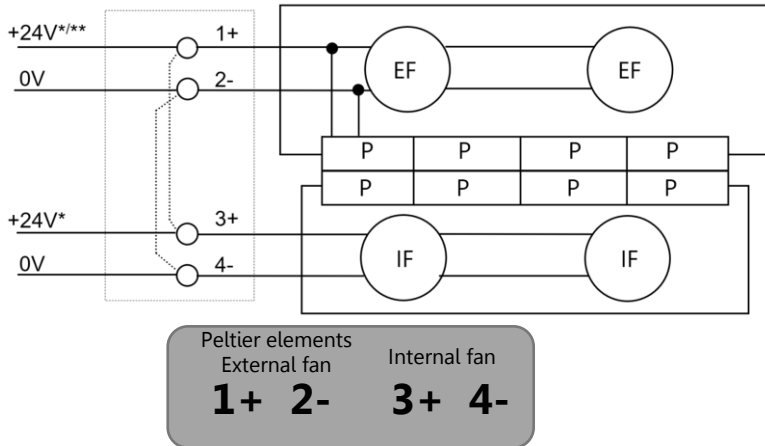 +24V*/** 1+
EF EF
0V 2-
P P P P
P P P P
+24V* 3+
IF IF
0V 4-
Peltier elements
External fan Internal fan
1+ 2- 3+ 4-